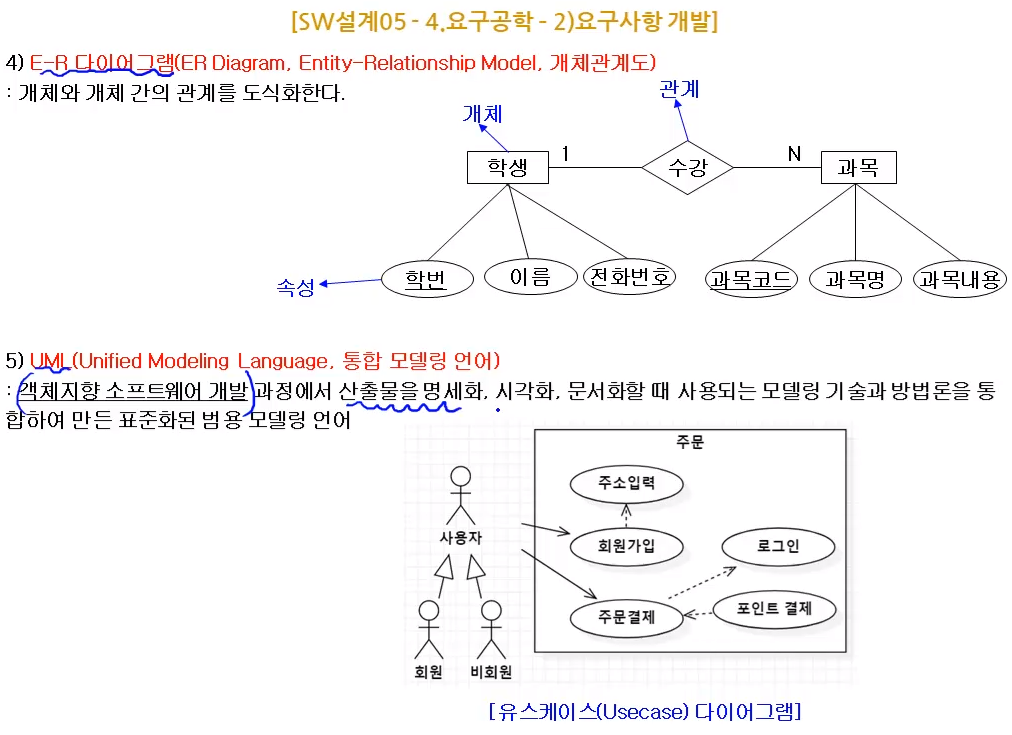 [SW설계05 - 4.요구공학 - 2)요구사항 개발]
4) E-R 다이어그램(ER Diagram, Entity-Relationship Model, 개체관계도)
: 개체와 개체 간의 관계를 도식화한다.
관계
개체
학생
1
수강
N
과목
속성
학번
이름
전화번호
과목코드
과목명
과목내용
5) UML(Unified Modeling Language, 통합 모델링 언어)
: 객체지향 소프트웨어 개발 과정에서 산출물을 명세화, 시각화, 문서화할 때 사용되는 모델링 기술과 방법론을 통
합하여 만든 표준화된 범용 모델링 언어
주문
주소입력
사용자
회원가입
로그인
주문결제
포인트 결제
회원
비회원
[유스케이스(Usecase) 다이어그램]